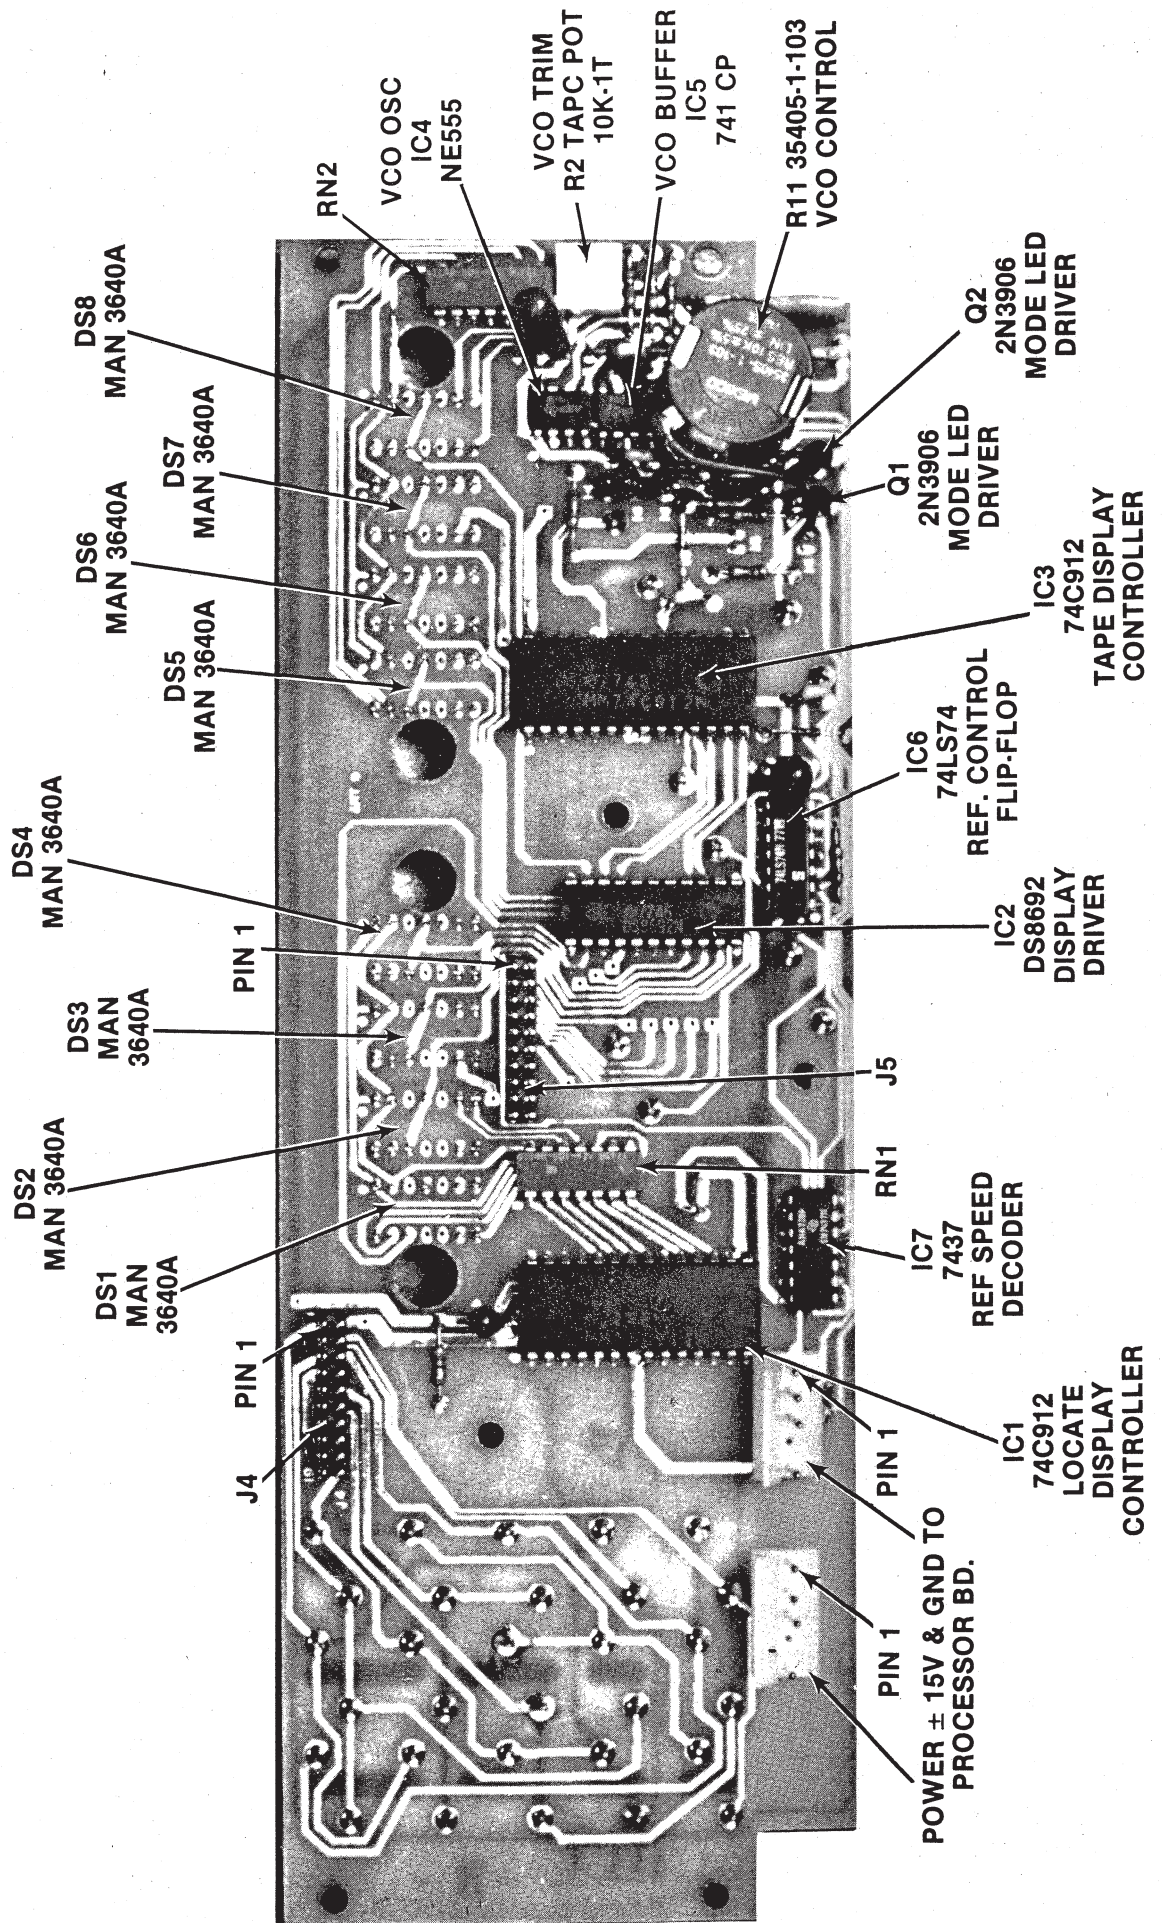 DS1
MAN
3640A
DS2
MAN 3640A
DS3
MAN
3640A
DS4
MAN 3640A
DS5
MAN 3640A
DS6
MAN 3640A
DS7
MAN 3640A
DS8
MAN 3640A
J4
PIN 1
PIN 1
RN2
VCO OSC
IC4
NE555
VCO TRIM
R2 TAPC POT
10K-1T
VCO BUFFER
IC5
741 CP
R11 35405-1-103
VCO CONTROL
POWER ± 15V & GND TO
PROCESSOR BD.
PIN 1
PIN 1
IC1
74C912
LOCATE
DISPLAY
CONTROLLER
IC7
7437
REF SPEED
DECODER
RN1
J5
IC2
DS8692
DISPLAY
DRIVER
IC6
74LS74
REF. CONTROL
FLIP-FLOP
IC3
74C912
TAPE DISPLAY
CONTROLLER
Q1
2N3906
MODE LED
DRIVER
Q2
2N3906
MODE LED
DRIVER